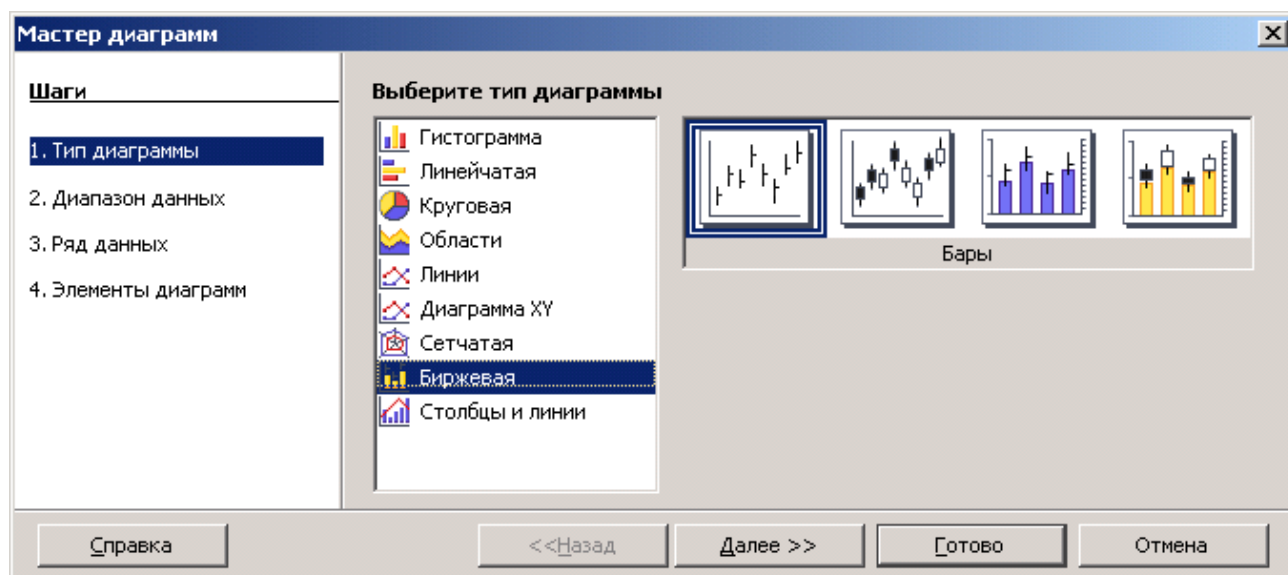 Мастер диаграмм
Шаги
1. Тип диаграммы
2. Диапазон данных
3. Ряд данных
4. Элементы диаграмм
Выберите тип диаграммы
Гистограмма
Линейчатая
Круговая
Области
Линии
Диаграмма XY
Сетчатая
Биржевая
Столбцы и линии
Бары
Справка
<<Назад
Далее >>
Готово
Отмена